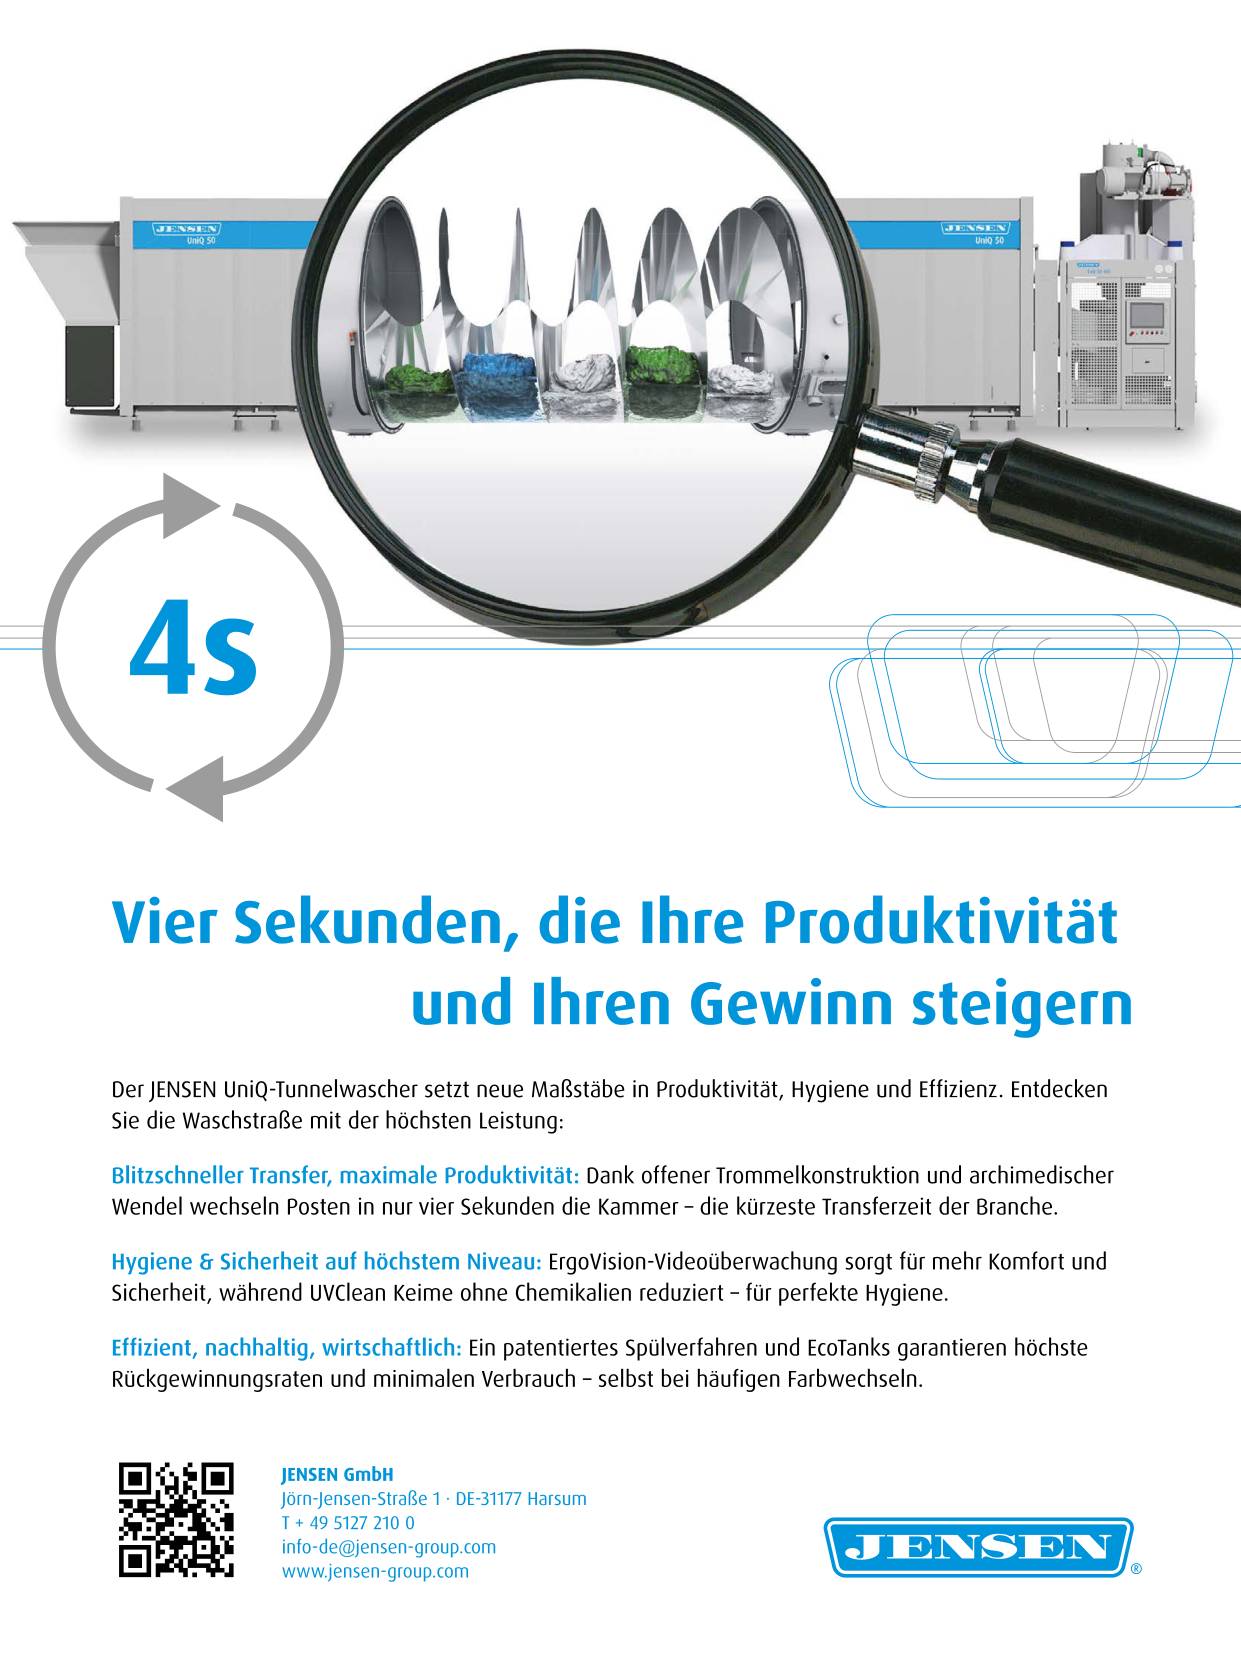 JENSEN
UniQ 50
JENSEN
UniQ 50
JENSEN
4s
Vier Sekunden, die Ihre Produktivität
und Ihren Gewinn steigern
Der JENSEN UniQ-Tunnelwascher setzt neue Maßstäbe in Produktivität, Hygiene und Effizienz. Entdecken
Sie die Waschstraße mit der höchsten Leistung:
Blitzschneller Transfer, maximale Produktivität: Dank offener Trommelkonstruktion und archimedischer
Wendel wechseln Posten in nur vier Sekunden die Kammer – die kürzeste Transferzeit der Branche.
Hygiene & Sicherheit auf höchstem Niveau: ErgoVision-Videoüberwachung sorgt für mehr Komfort und
Sicherheit, während UVClean Keime ohne Chemikalien reduziert – für perfekte Hygiene.
Effizient, nachhaltig, wirtschaftlich: Ein patentiertes Spülverfahren und EcoTanks garantieren höchste
Rückgewinnungsraten und minimalen Verbrauch – selbst bei häufigen Farbwechseln.
JENSEN GmbH
Jörn-Jensen-Straße 1 · DE-31177 Harsum
T + 49 5127 210 0
info-de@jensen-group.com
www.jensen-group.com
JENSEN®